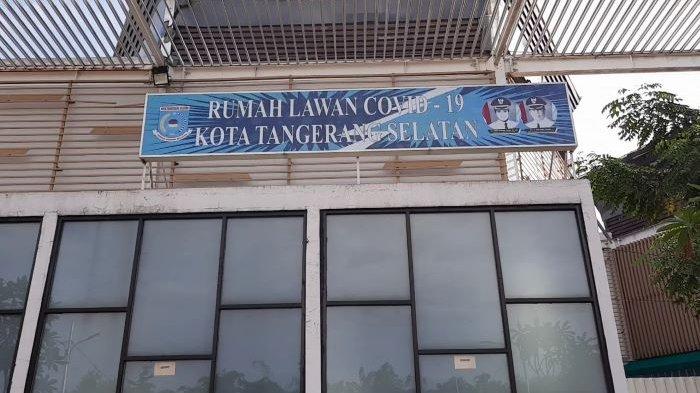 RUMAH LAWAN COVID - 19
KOTA TANGERANG SELATAN